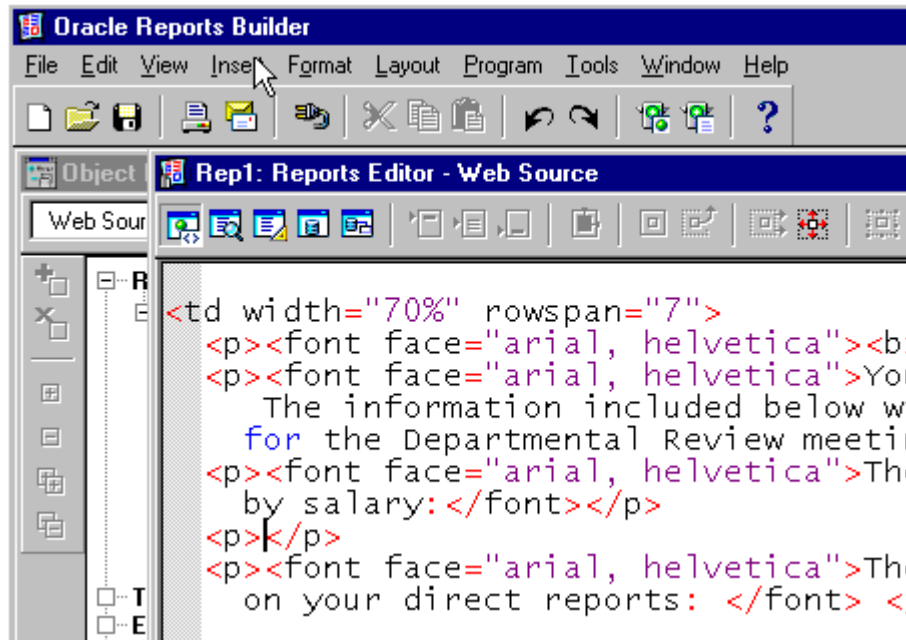 Oracle Reports Builder
File Edit View Insert Format Layout Program Tools Window Help
Object
Rep1: Reports Editor - Web Source
Web Sour
R
<td width="70%" rowspan="7">
<p><font face="arial, helvetica"><b
<p><font face="arial, helvetica">Yo
The information included below w
for the Departmental Review meeti
<p><font face="arial, helvetica">The
by salary:</font></p>
<p></p>
<p><font face="arial, helvetica">The
on your direct reports: </font> <
T
E